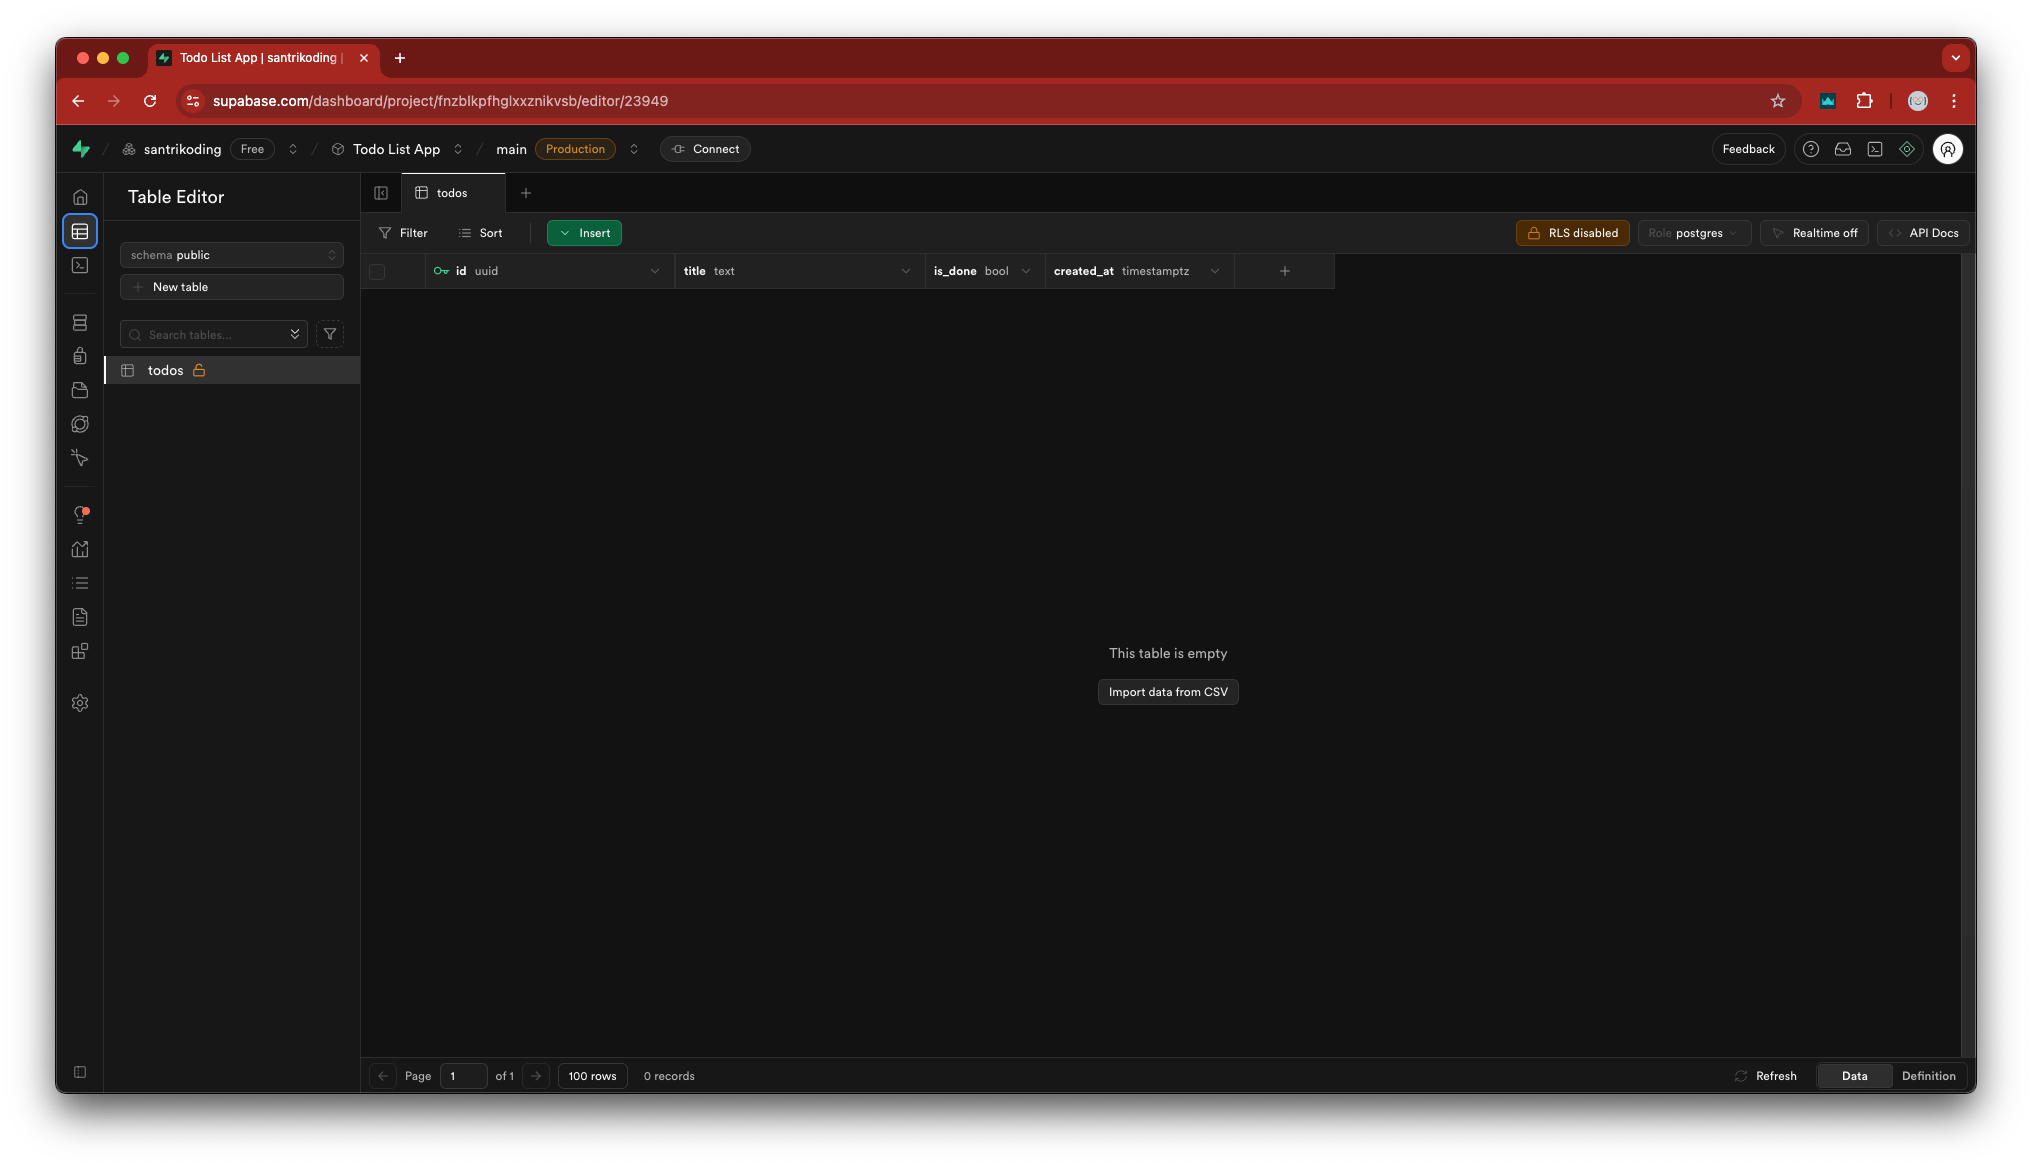 Todo List App | santrikoding |
supabase.com/dashboard/project/fnzblkpfhglxxznikvsb/editor/23949
santrikoding Free Todo List App main Production Connect Feedback
Table Editor
todos
Filter Sort Insert RLS disabled Role postgres Realtime off API Docs
schema public
id uuid title text is_done bool created_at timestamptz
New table
Search tables...
todos
This table is empty
Import data from CSV
Page 1 of 1 100 rows 0 records Refresh Data Definition